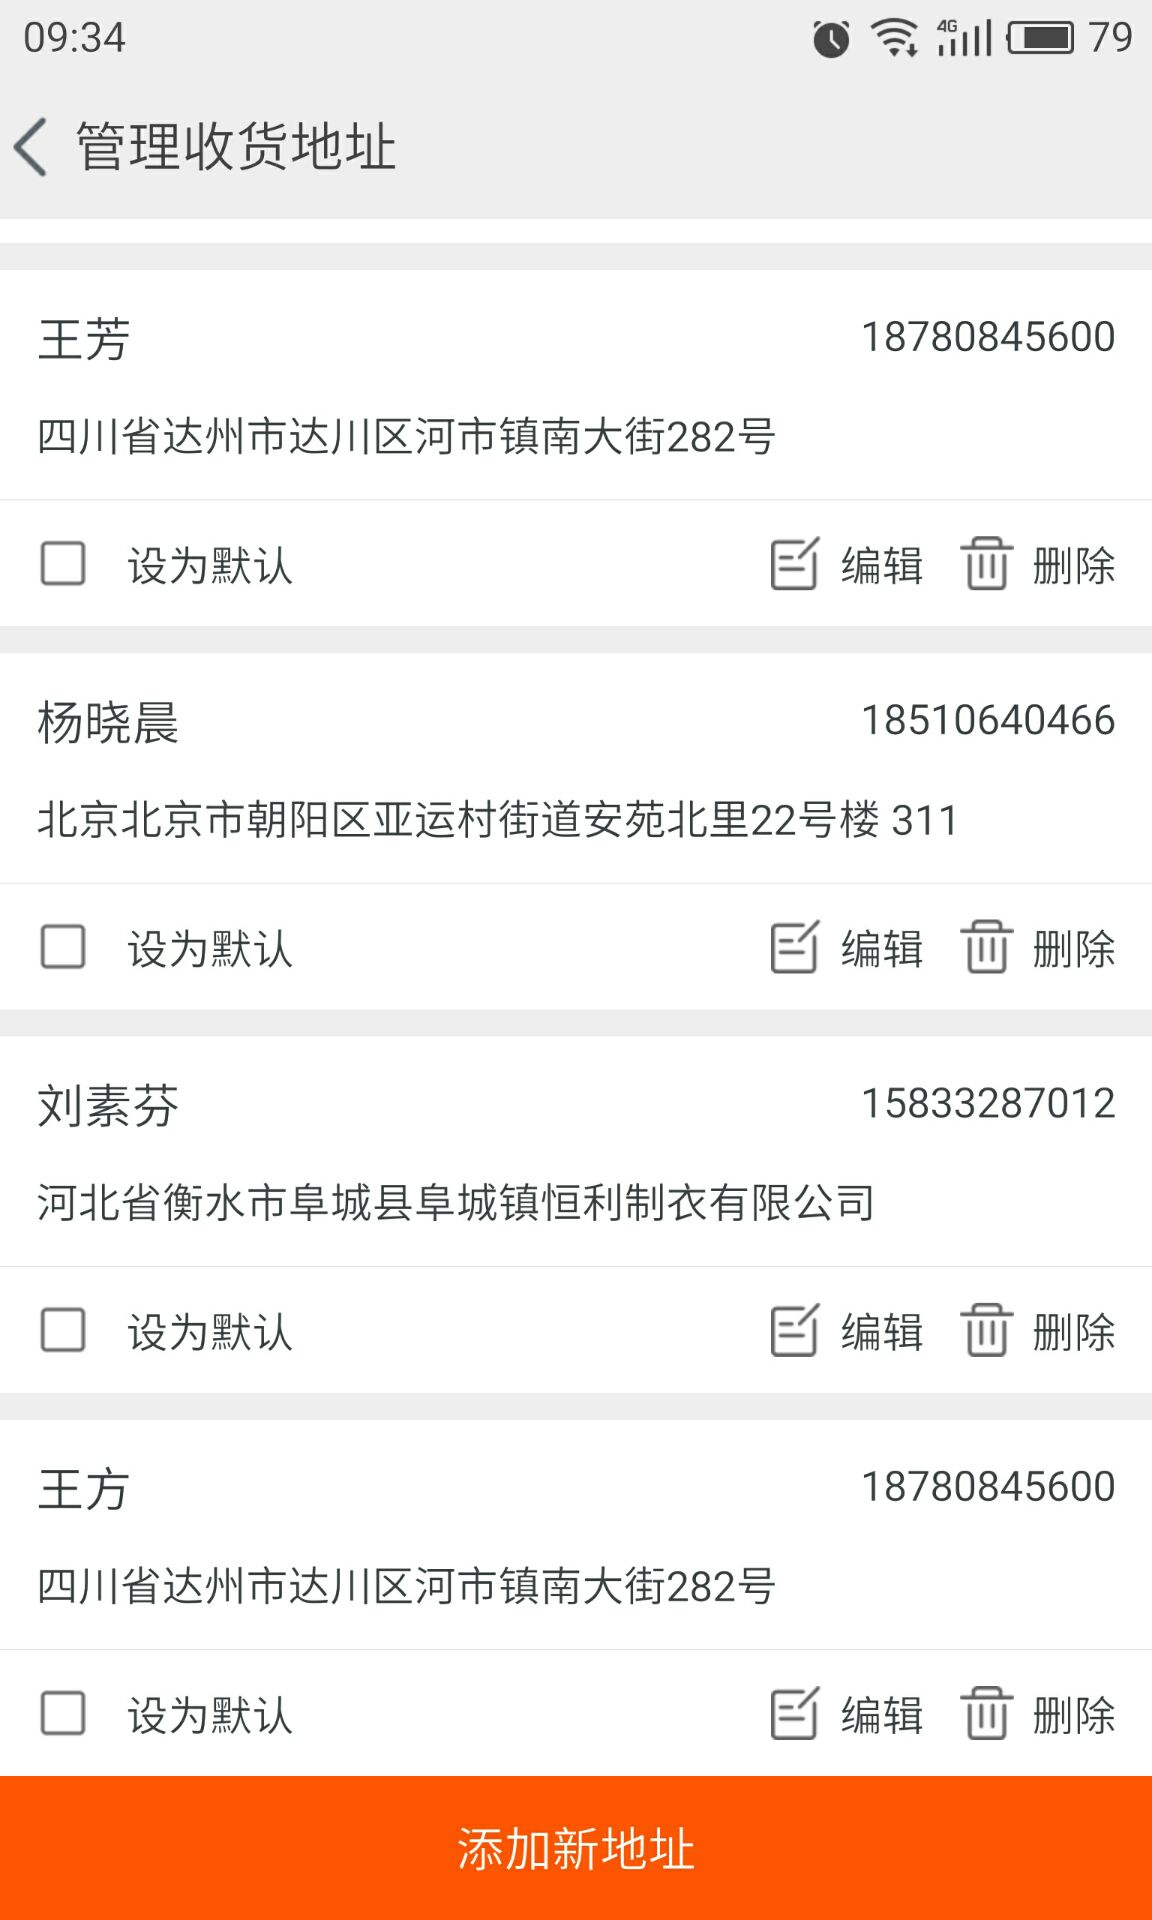 09:34 4G 79
管理收货地址
王芳 18780845600
四川省达州市达川区河市镇南大街282号
设为默认 编辑 删除
杨晓晨 18510640466
北京北京市朝阳区亚运村街道安苑北里22号楼 311
设为默认 编辑 删除
刘素芬 15833287012
河北省衡水市阜城县阜城镇恒利制衣有限公司
设为默认 编辑 删除
王方 18780845600
四川省达州市达川区河市镇南大街282号
设为默认 编辑 删除
添加新地址